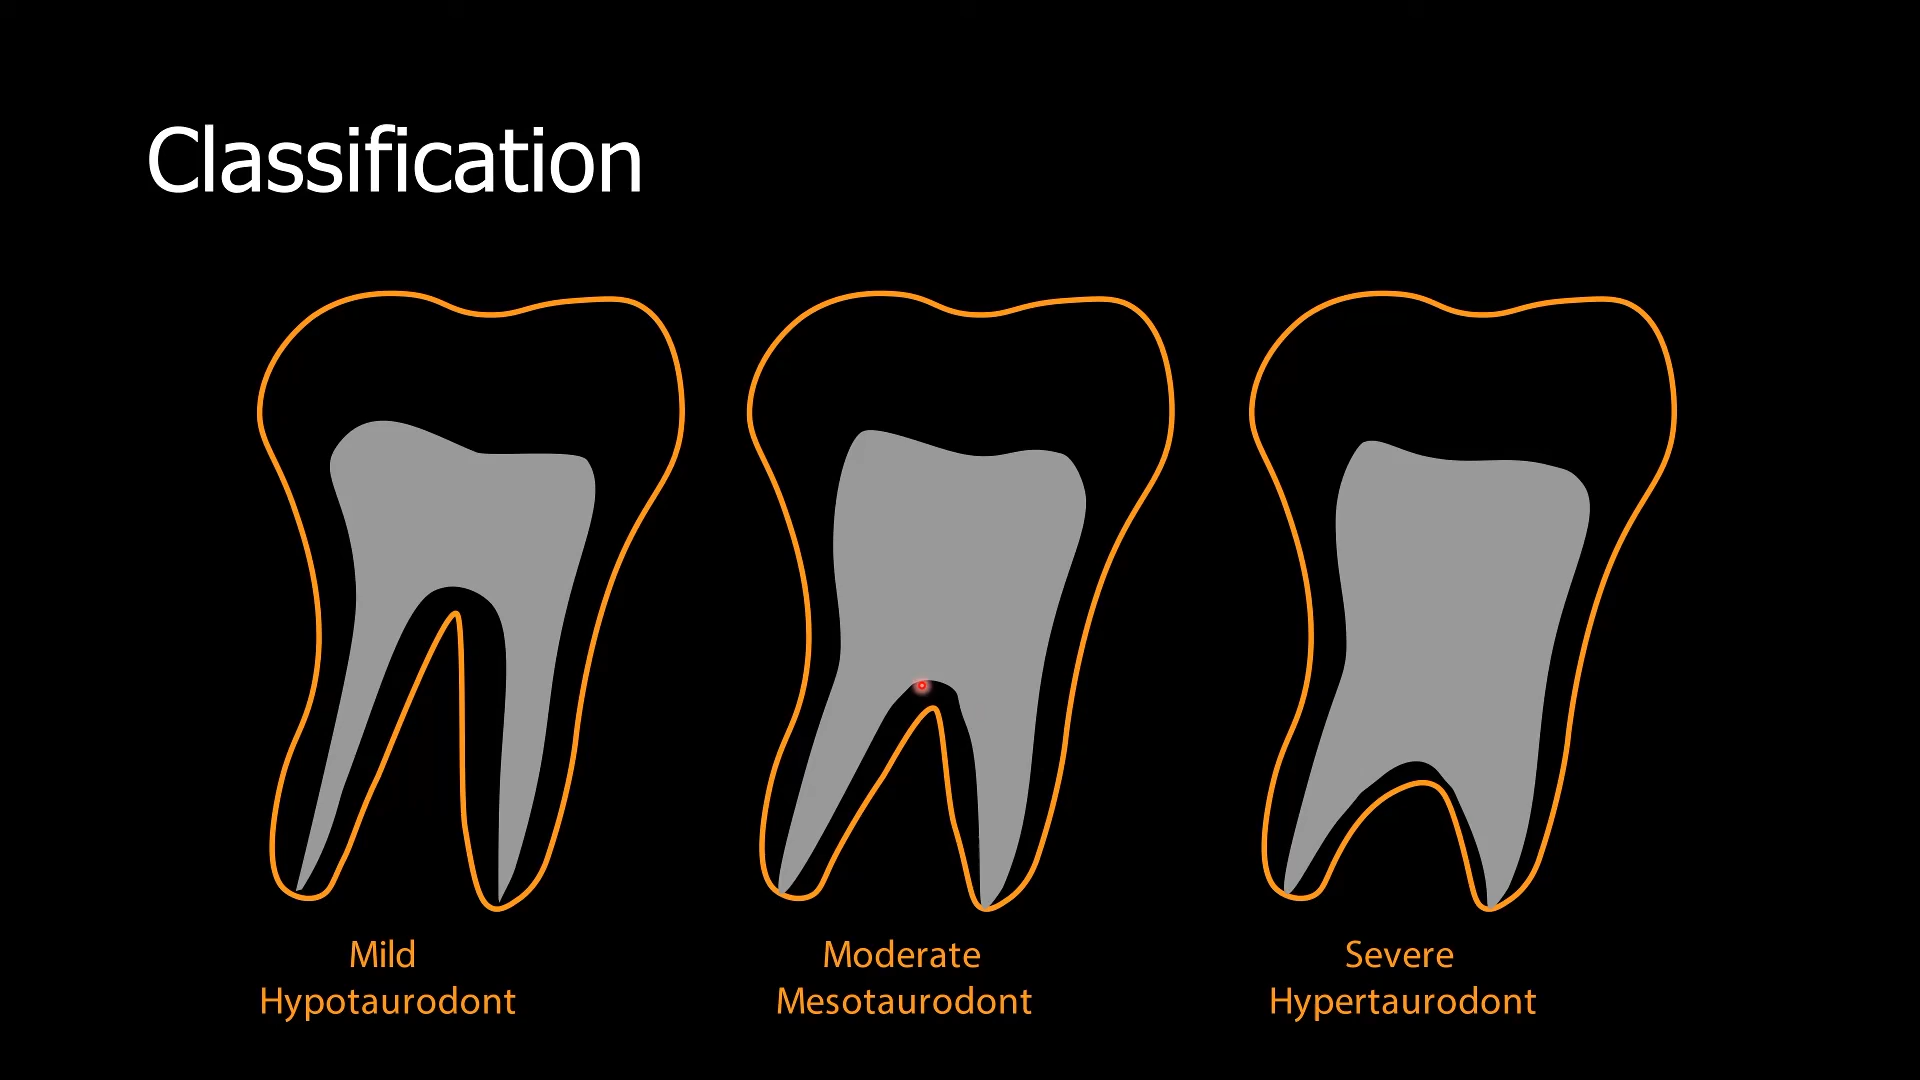 Classification
Mild
Hypotaurodont
Moderate
Mesotaurodont
Severe
Hypertaurodont